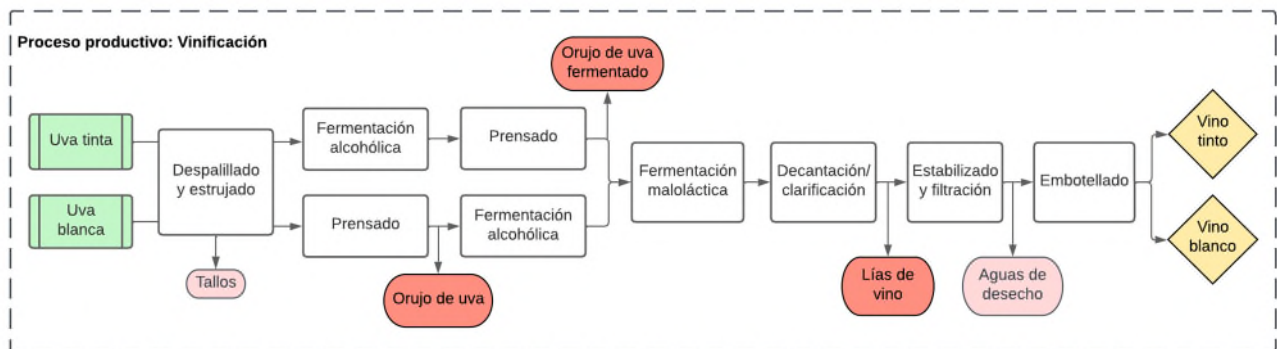 Proceso productivo: Vinificación
Orujo de uva
fermentado
Uva tinta
Despalillado
y estrujado
Fermentación
alcohólica
Prensado
Uva
blanca
Prensado
Fermentación
alcohólica
Fermentación
maloláctica
Decantación/
clarificación
Estabilizado
y filtración
Embotellado
Vino
tinto
Vino
blanco
Tallos
Orujo de uva
Lías de
vino
Aguas de
desecho